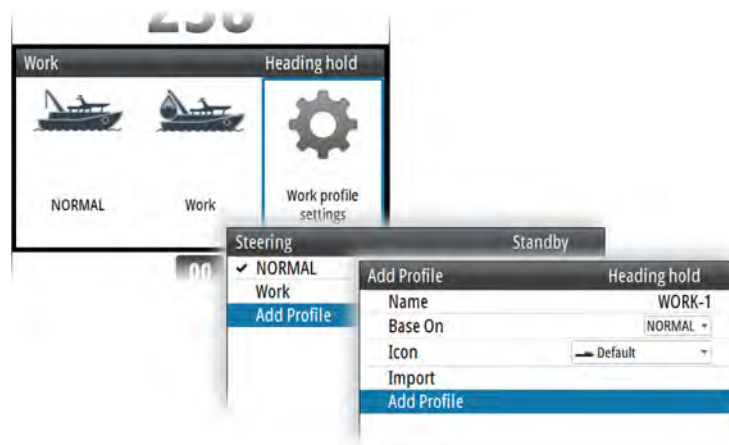 Work Heading hold
NORMAL Work Work profile
settings
Steering Standby
✔ NORMAL
Work
Add Profile
Add Profile Heading hold
Name WORK-1
Base On NORMAL
Icon Default
Import
Add Profile